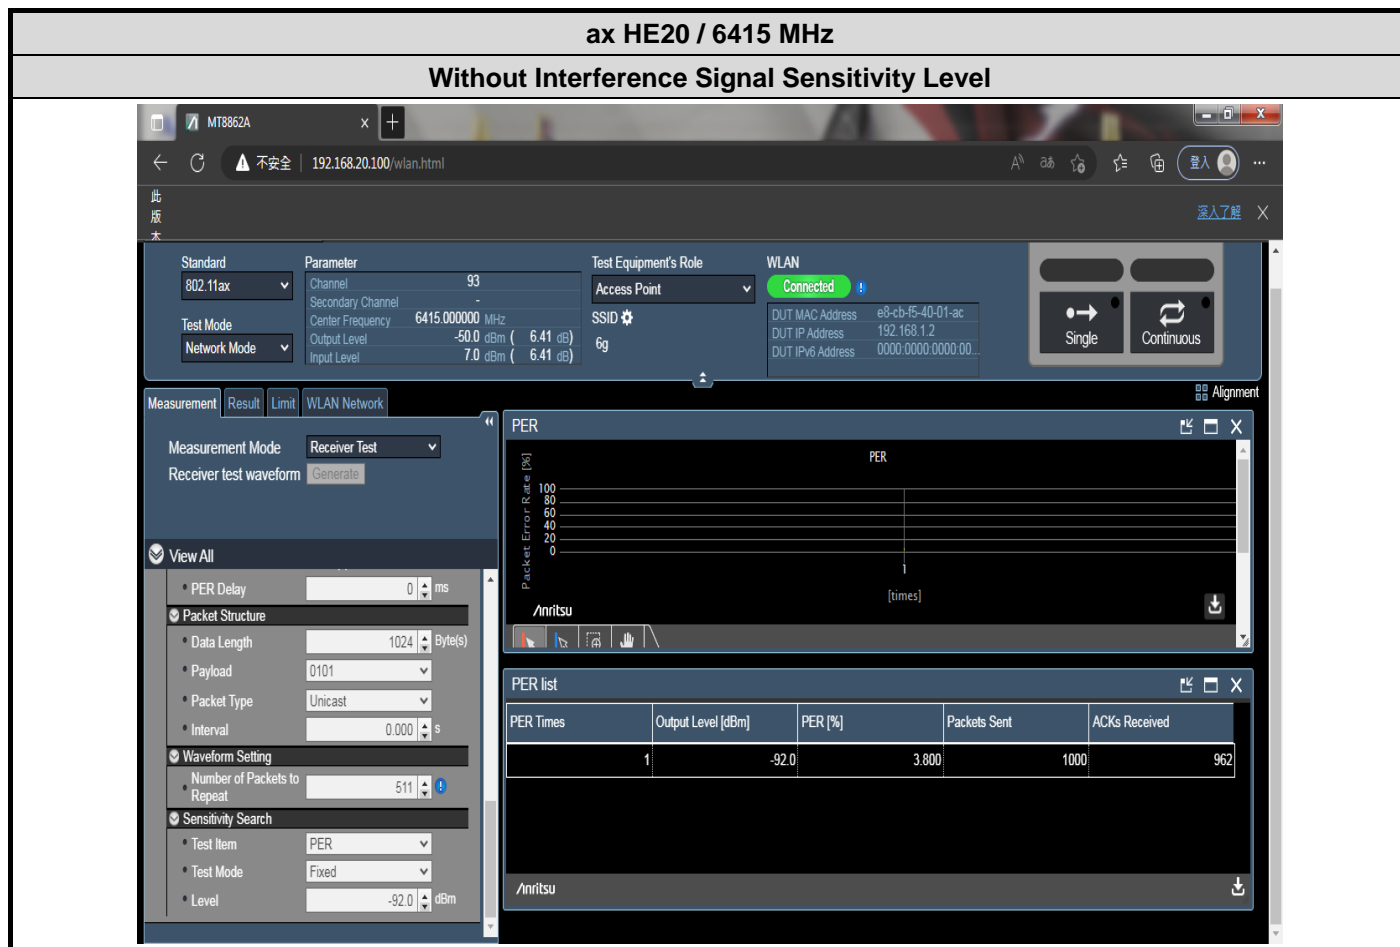 ax HE20 / 6415 MHz
Without Interference Signal Sensitivity Level
MT8862A
不安全 192.168.20.100/wlan.html
登入
此
版
本
深入了解
Standard
802.11ax
Test Mode
Network Mode
Parameter
Channel 93
Secondary Channel -
Center Frequency 6415.000000 MHz
Output Level -50.0 dBm ( 6.41 dB)
Input Level 7.0 dBm ( 6.41 dB)
Test Equipment's Role
Access Point
SSID
6g
WLAN
Connected
DUT MAC Address e8-cb-f5-40-01-ac
DUT IP Address 192.168.1.2
DUT IPv6 Address 0000:0000:0000:00...
Single
Continuous
Alignment
Measurement Result Limit WLAN Network
Measurement Mode Receiver Test
Receiver test waveform Generate
View All
PER Delay 0 ms
Packet Structure
Data Length 1024 Byte(s)
Payload 0101
Packet Type Unicast
Interval 0.000 s
Waveform Setting
Number of Packets to
Repeat 511
Sensitivity Search
Test Item PER
Test Mode Fixed
Level -92.0 dBm
PER
PER
Packet Error Rate [%]
100
80
60
40
20
0
1
[times]
Anritsu
PER list
PER Times Output Level [dBm] PER [%] Packets Sent ACKs Received
1 -92.0 3.800 1000 962
Anritsu